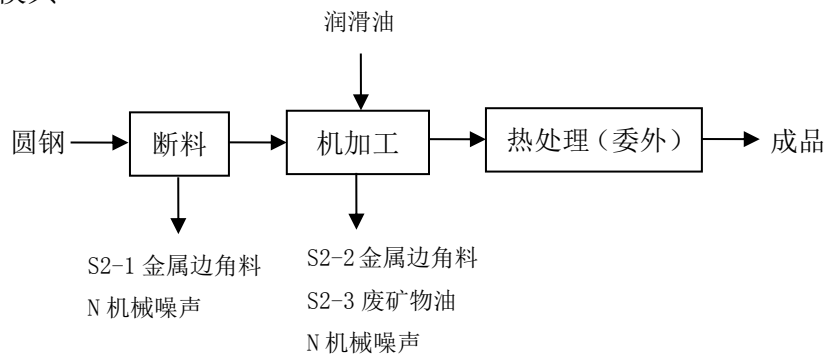 润滑油
圆钢 断料 机加工 热处理（委外） 成品
S2-1 金属边角料
N 机械噪声
S2-2 金属边角料
S2-3 废矿物油
N 机械噪声